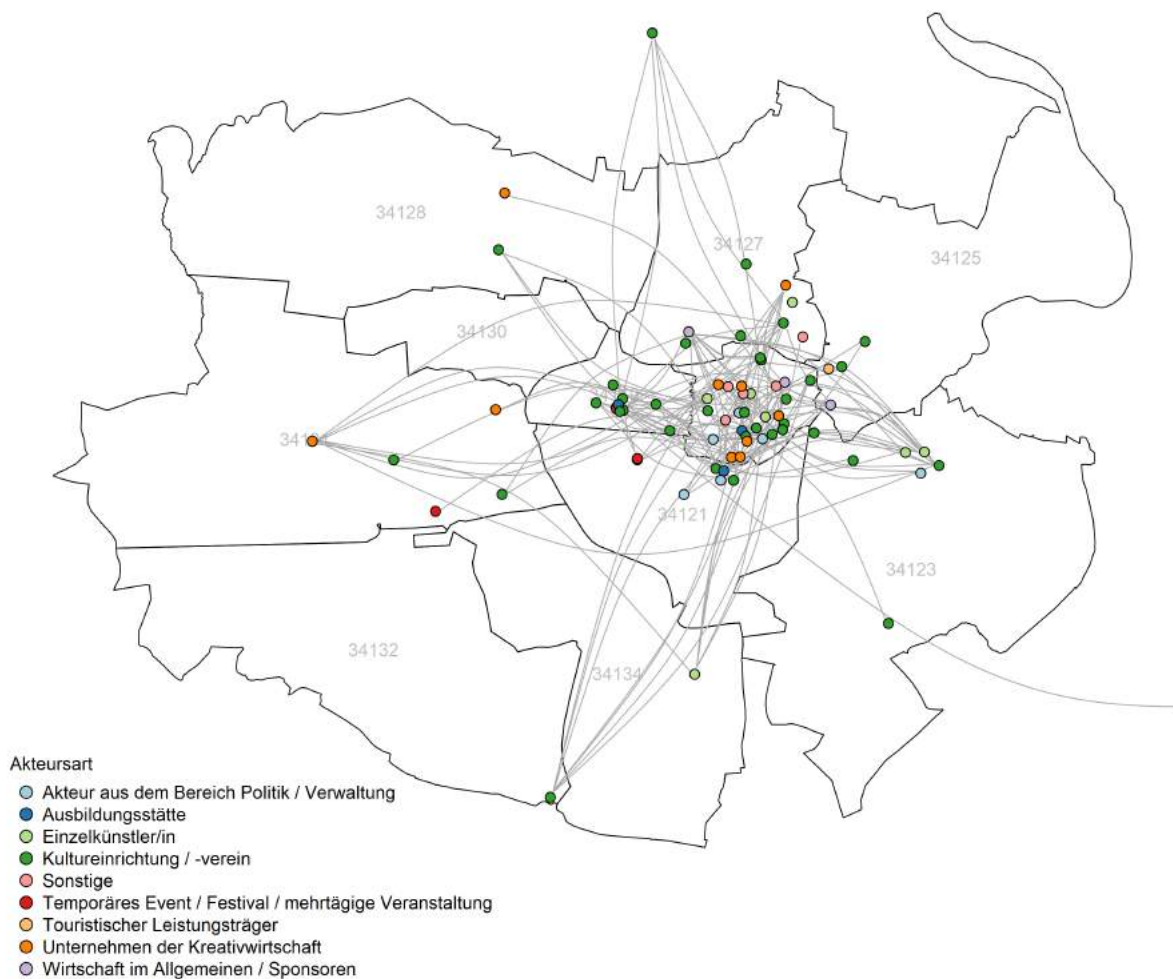 34128
34127
34125
34130
34121
34123
34132
34134
Akteursart
Akteur aus dem Bereich Politik / Verwaltung
Ausbildungsstätte
Einzelkünstler/in
Kultureinrichtung / -verein
Sonstige
Temporäres Event / Festival / mehrtägige Veranstaltung
Touristischer Leistungsträger
Unternehmen der Kreativwirtschaft
Wirtschaft im Allgemeinen / Sponsoren